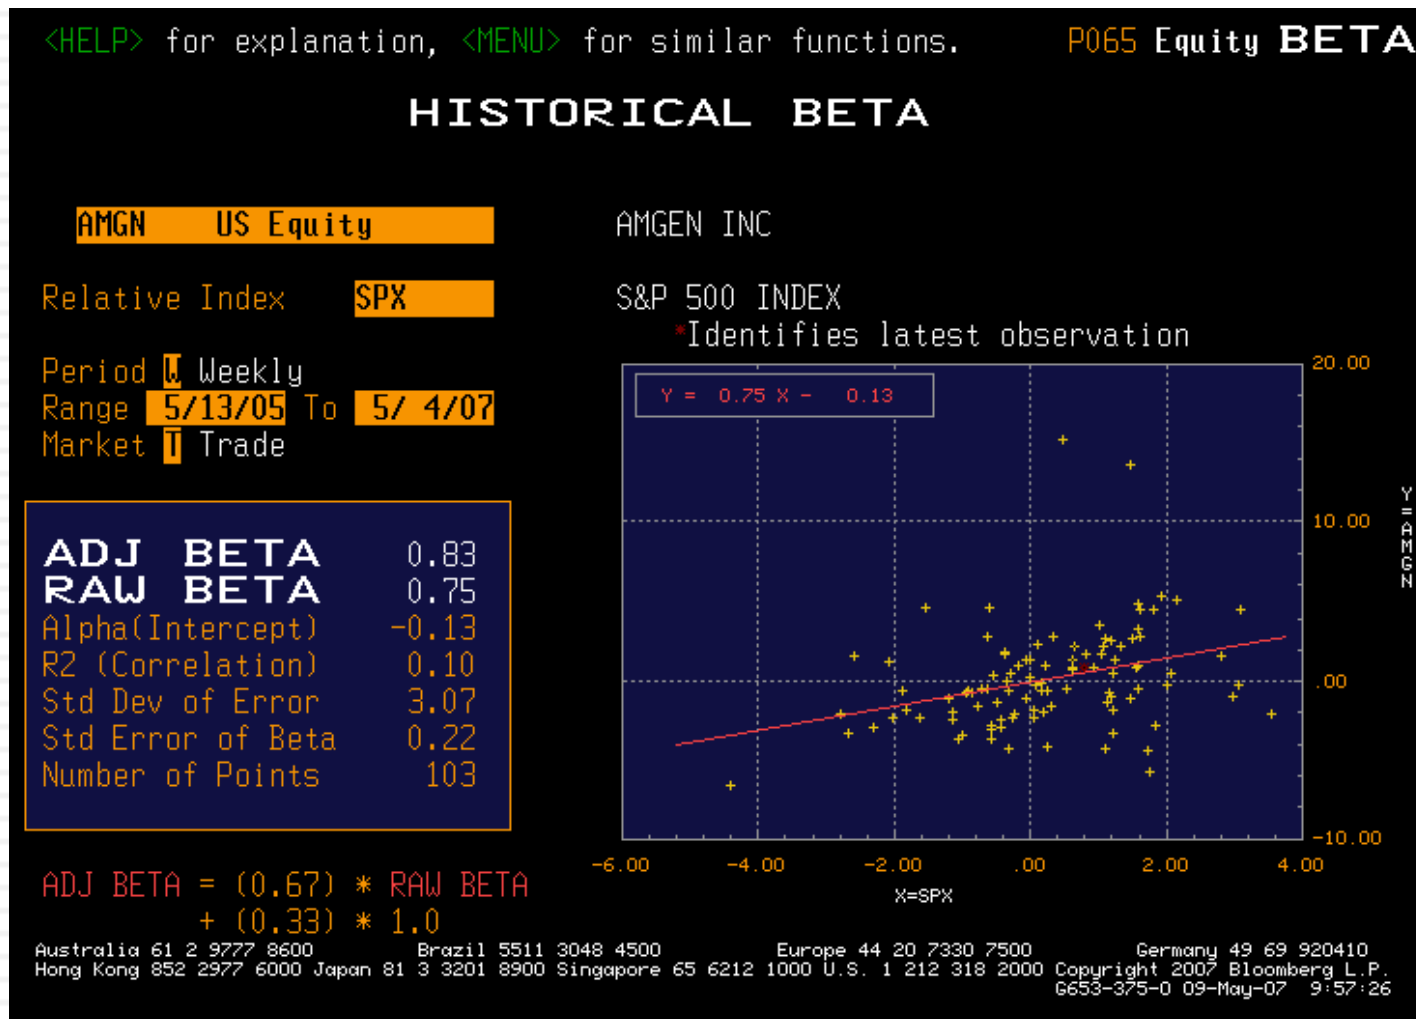 <HELP> for explanation, <MENU> for similar functions. P065 Equity BETA
HISTORICAL BETA
AMGN US Equity
AMGEN INC
Relative Index SPX
S&P 500 INDEX
*Identifies latest observation
Period W Weekly
Range 5/13/05 To 5/ 4/07
Market T Trade
ADJ BETA 0.83
RAW BETA 0.75
Alpha(Intercept) -0.13
R2 (Correlation) 0.10
Std Dev of Error 3.07
Std Error of Beta 0.22
Number of Points 103
ADJ BETA = (0.67) * RAW BETA
+ (0.33) * 1.0
Y = 0.75 X - 0.13
20.00
10.00
.00
-10.00
Y=AMGN
-6.00 -4.00 -2.00 .00 2.00 4.00
X=SPX
Australia 61 2 9777 8600 Brazil 5511 3048 4500 Europe 44 20 7330 7500 Germany 49 69 920410
Hong Kong 852 2977 6000 Japan 81 3 3201 8900 Singapore 65 6212 1000 U.S. 1 212 318 2000 Copyright 2007 Bloomberg L.P.
G653-375-0 09-May-07 9:57:26